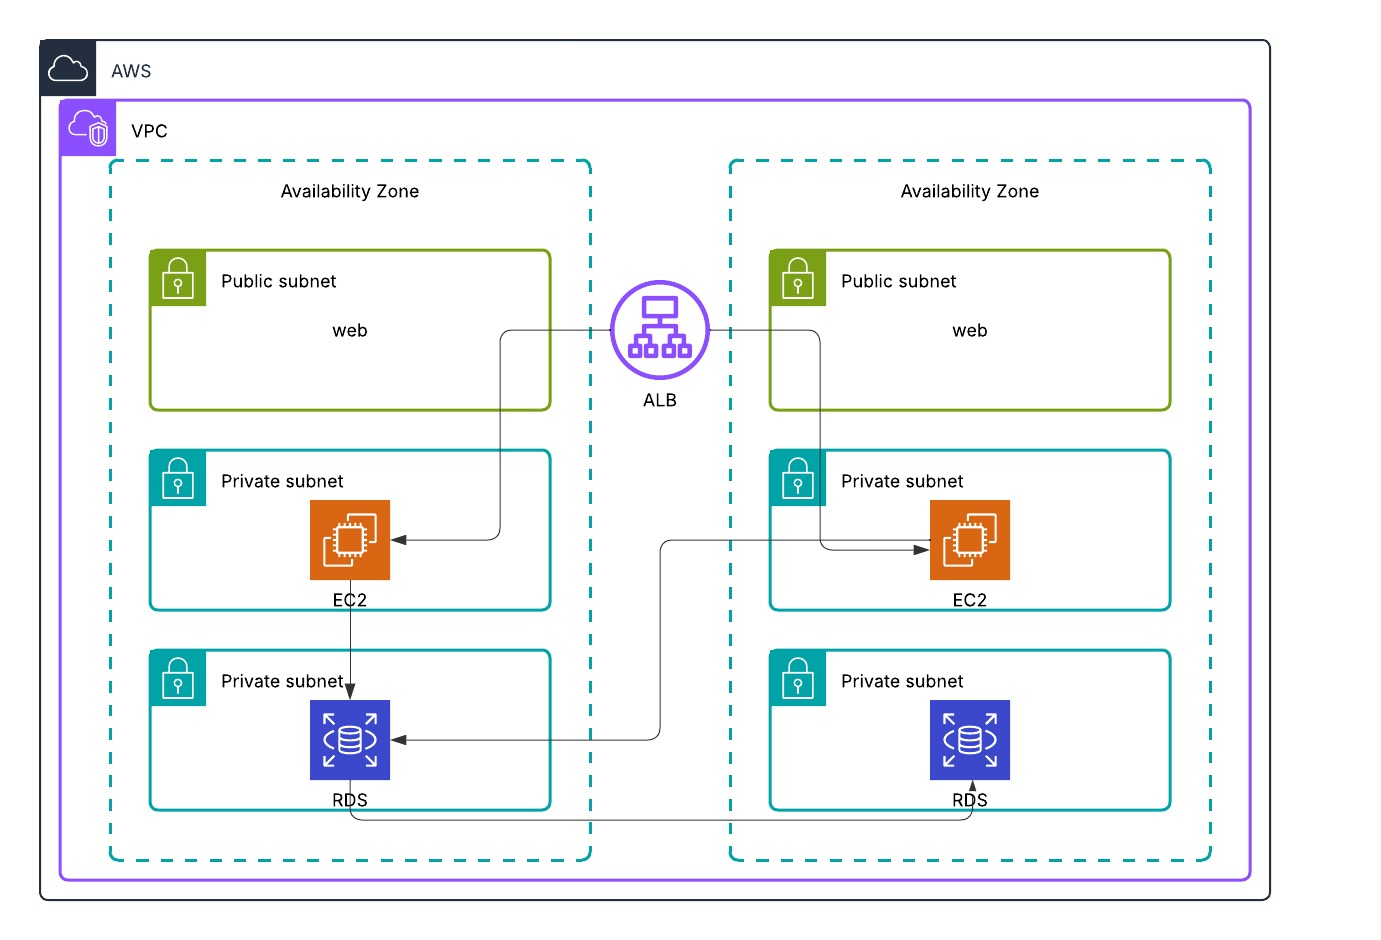 AWS
VPC
Availability Zone
Availability Zone
Public subnet
web
Public subnet
web
ALB
Private subnet
EC2
Private subnet
EC2
Private subnet
RDS
Private subnet
RDS